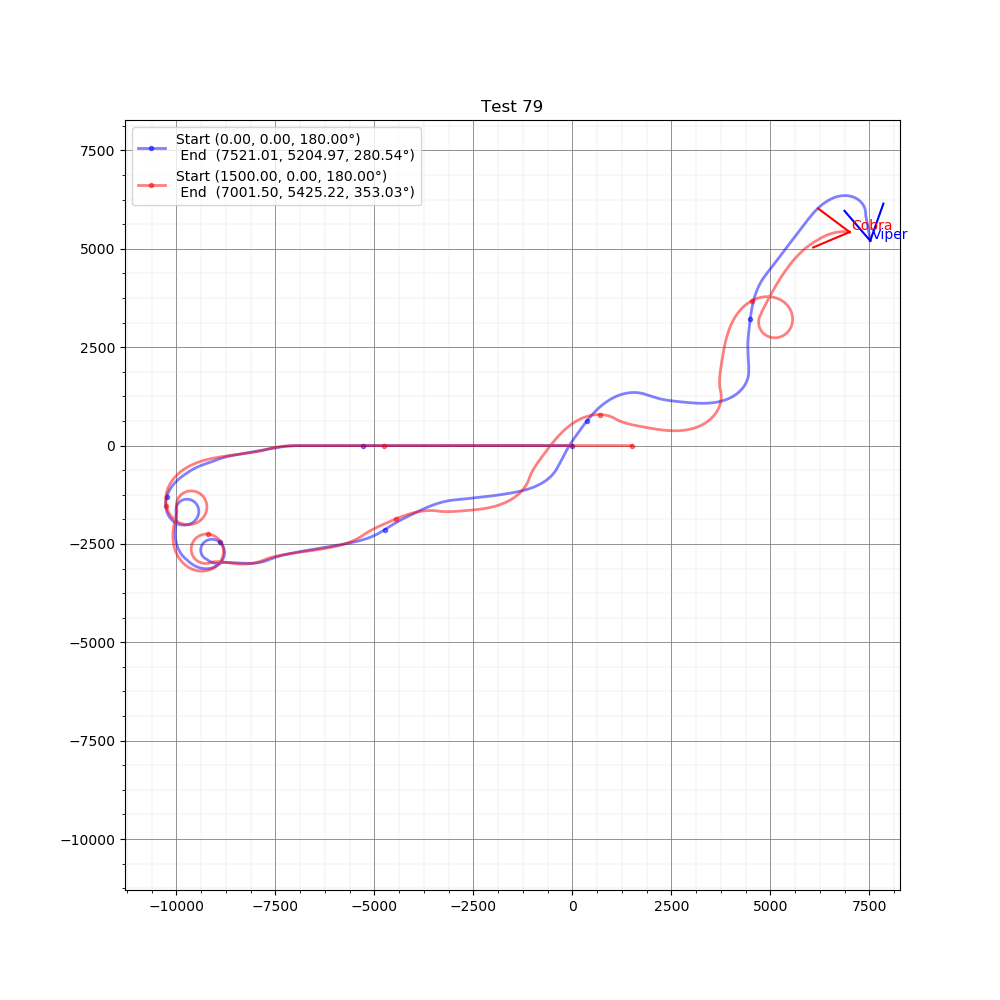 Test 79
Start (0.00, 0.00, 180.00°)
End (7521.01, 5204.97, 280.54°)
Start (1500.00, 0.00, 180.00°)
End (7001.50, 5425.22, 353.03°)
7500
5000
2500
0
−2500
−5000
−7500
−10000
Cobra
Viper
−10000 −7500 −5000 −2500 0 2500 5000 7500